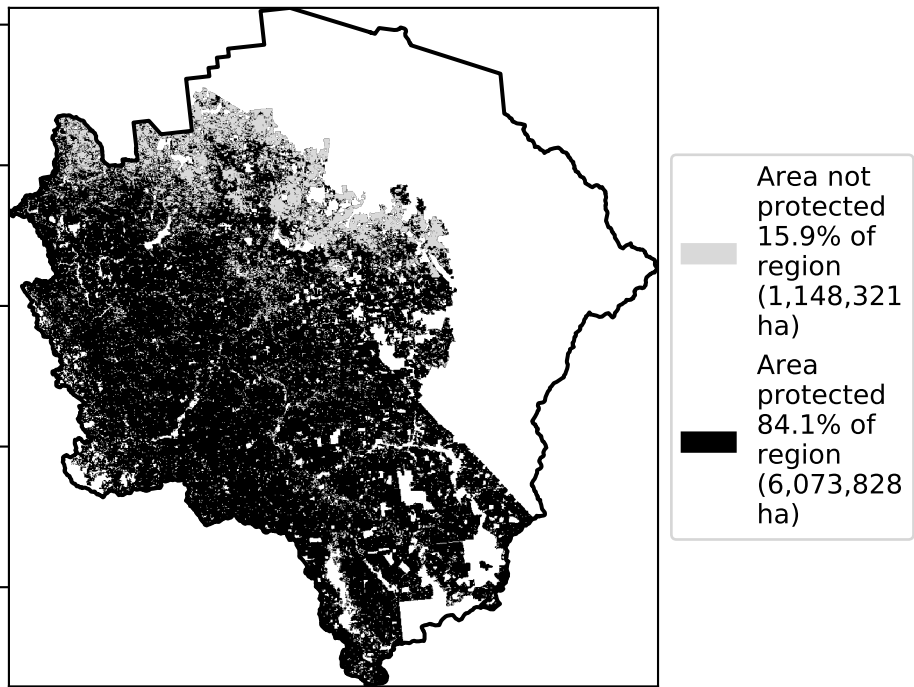 Area not
protected
15.9% of
region
(1,148,321
ha)
Area
protected
84.1% of
region
(6,073,828
ha)